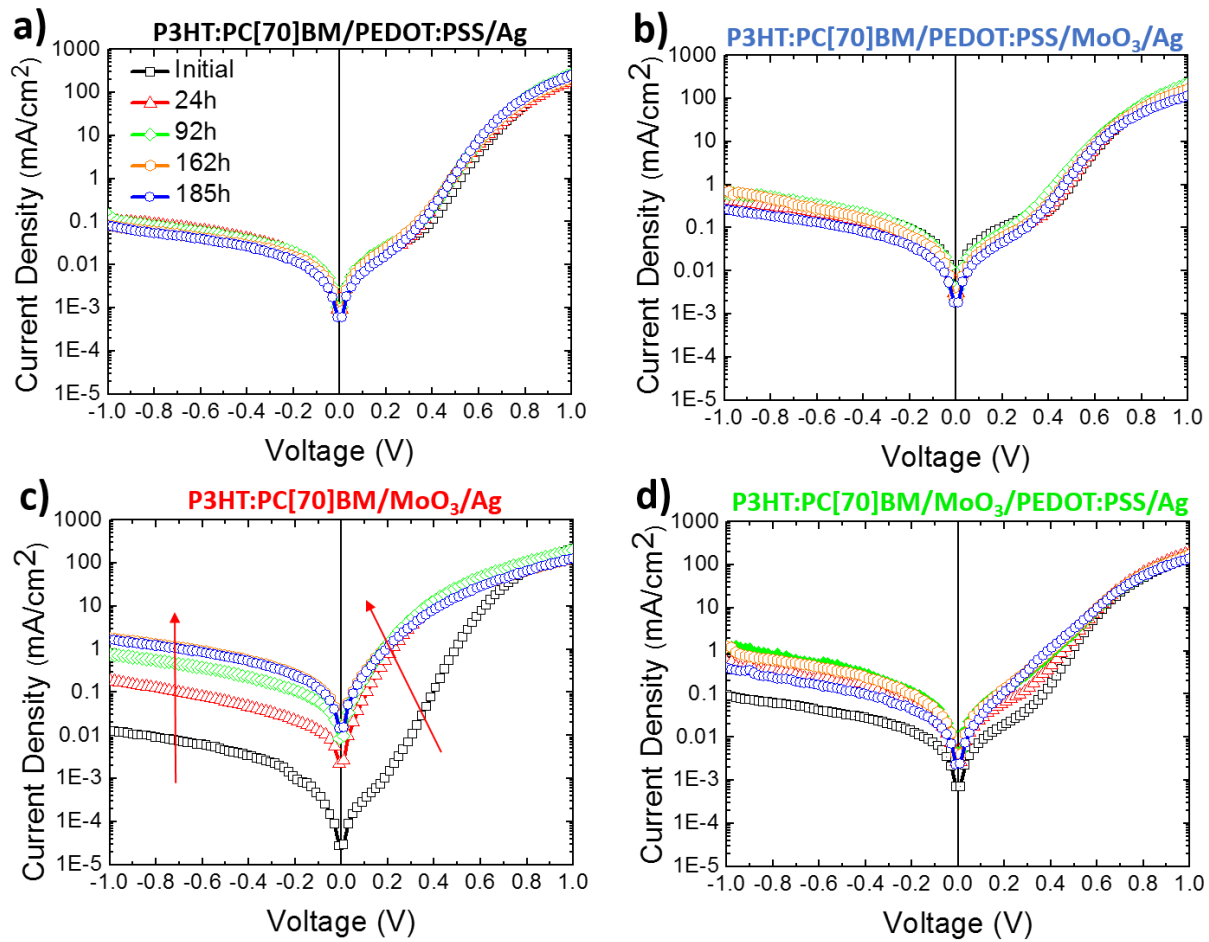 a)
P3HT:PC[70]BM/PEDOT:PSS/Ag
1000
100
10
1
0.1
0.01
1E-3
1E-4
1E-5
Current Density (mA/cm²)
Initial
24h
92h
162h
185h
-1.0 -0.8 -0.6 -0.4 -0.2 0.0 0.2 0.4 0.6 0.8 1.0
Voltage (V)
b)
P3HT:PC[70]BM/PEDOT:PSS/MoO₃/Ag
1000
100
10
1
0.1
0.01
1E-3
1E-4
1E-5
Current Density (mA/cm²)
-1.0 -0.8 -0.6 -0.4 -0.2 0.0 0.2 0.4 0.6 0.8 1.0
Voltage (V)
c)
P3HT:PC[70]BM/MoO₃/Ag
1000
100
10
1
0.1
0.01
1E-3
1E-4
1E-5
Current Density (mA/cm²)
-1.0 -0.8 -0.6 -0.4 -0.2 0.0 0.2 0.4 0.6 0.8 1.0
Voltage (V)
d)
P3HT:PC[70]BM/MoO₃/PEDOT:PSS/Ag
1000
100
10
1
0.1
0.01
1E-3
1E-4
1E-5
Current Density (mA/cm²)
-1.0 -0.8 -0.6 -0.4 -0.2 0.0 0.2 0.4 0.6 0.8 1.0
Voltage (V)